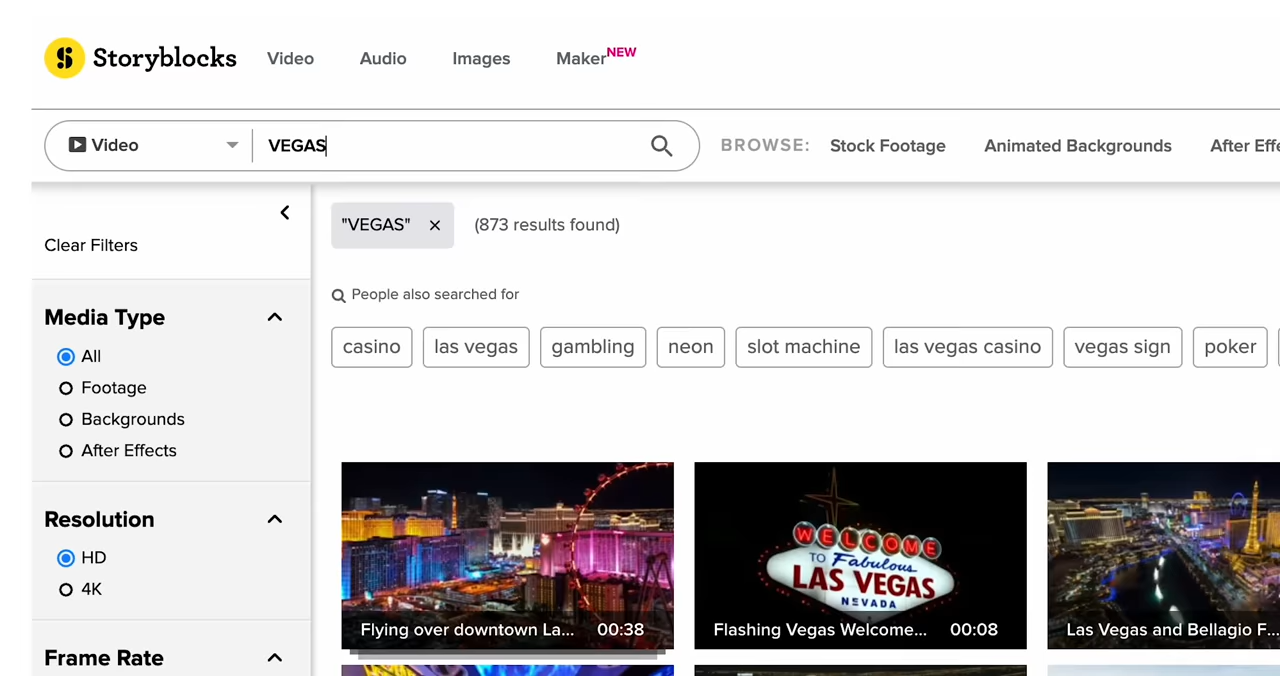 Storyblocks
Video Audio Images Maker NEW
Video VEGAS BROWSE: Stock Footage Animated Backgrounds After Effe
Clear Filters
"VEGAS" × (873 results found)
People also searched for
casino las vegas gambling neon slot machine las vegas casino vegas sign poker
Media Type
All
Footage
Backgrounds
After Effects
Resolution
HD
4K
Frame Rate
Flying over downtown La... 00:38
WELCOME
TO Fabulous
LAS VEGAS
NEVADA
Flashing Vegas Welcome... 00:08
Las Vegas and Bellagio F...